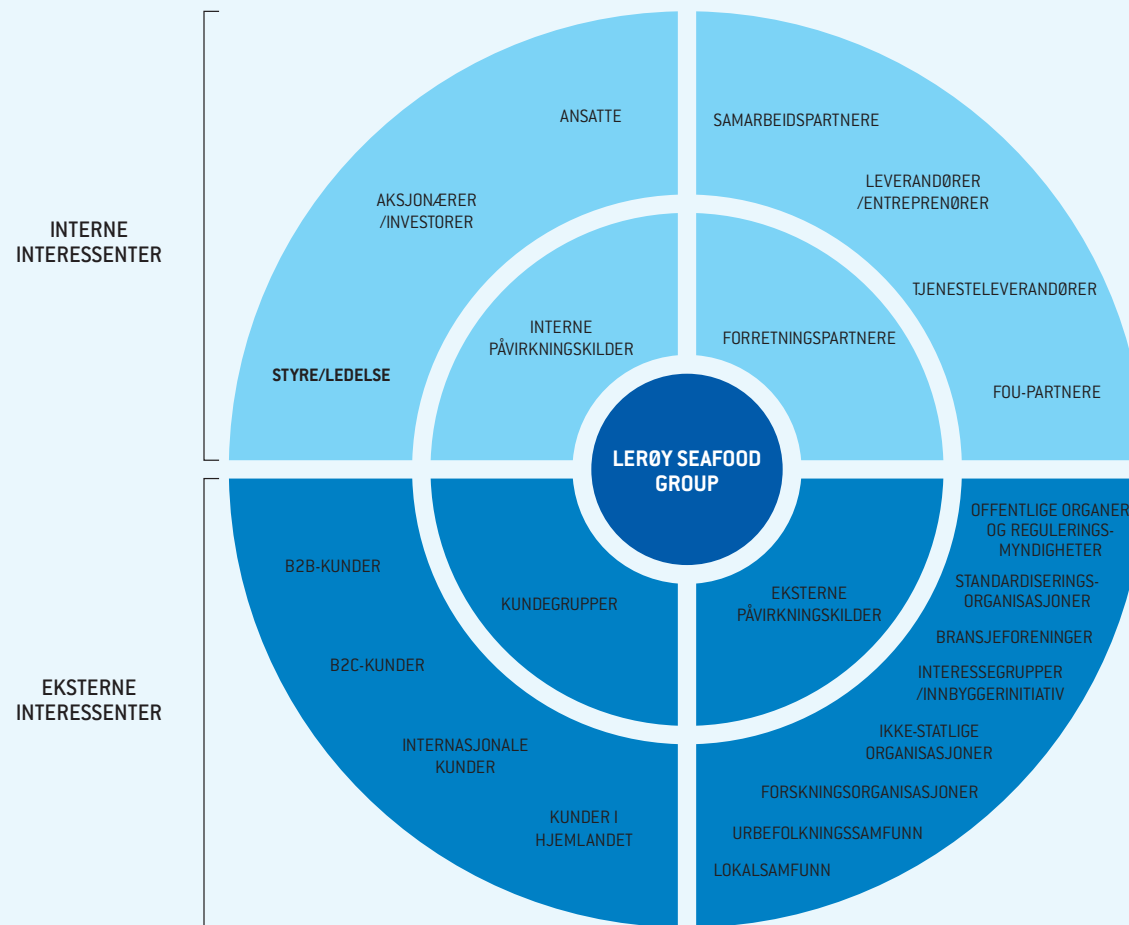 INTERNE
INTERESSENTER
ANSATTE
AKSJONÆRER
/INVESTORER
STYRE/LEDELSE
INTERNE
PÅVIRKNINGSKILDER
SAMARBEIDSPARTNERE
LEVERANDØRER
/ENTREPRENØRER
TJENESTELEVERANDØRER
FOU-PARTNERE
FORRETNINGSPARTNERE
LERØY SEAFOOD
GROUP
EKSTERNE
INTERESSENTER
B2B-KUNDER
B2C-KUNDER
INTERNASJONALE
KUNDER
KUNDER I
HJEMLANDET
KUNDEGRUPPER
EKSTERNE
PÅVIRKNINGSKILDER
OFFENTLIGE ORGANER
OG REGULERINGS-
MYNDIGHETER
STANDARDISERINGS-
ORGANISASJONER
BRANSJEFORENINGER
INTERESSEGRUPPER
/INNBYGGERINITIATIV
IKKE-STATLIGE
ORGANISASJONER
FORSKNINGSORGANISASJONER
URBEFOLKNINGSSAMFUNN
LOKALSAMFUNN